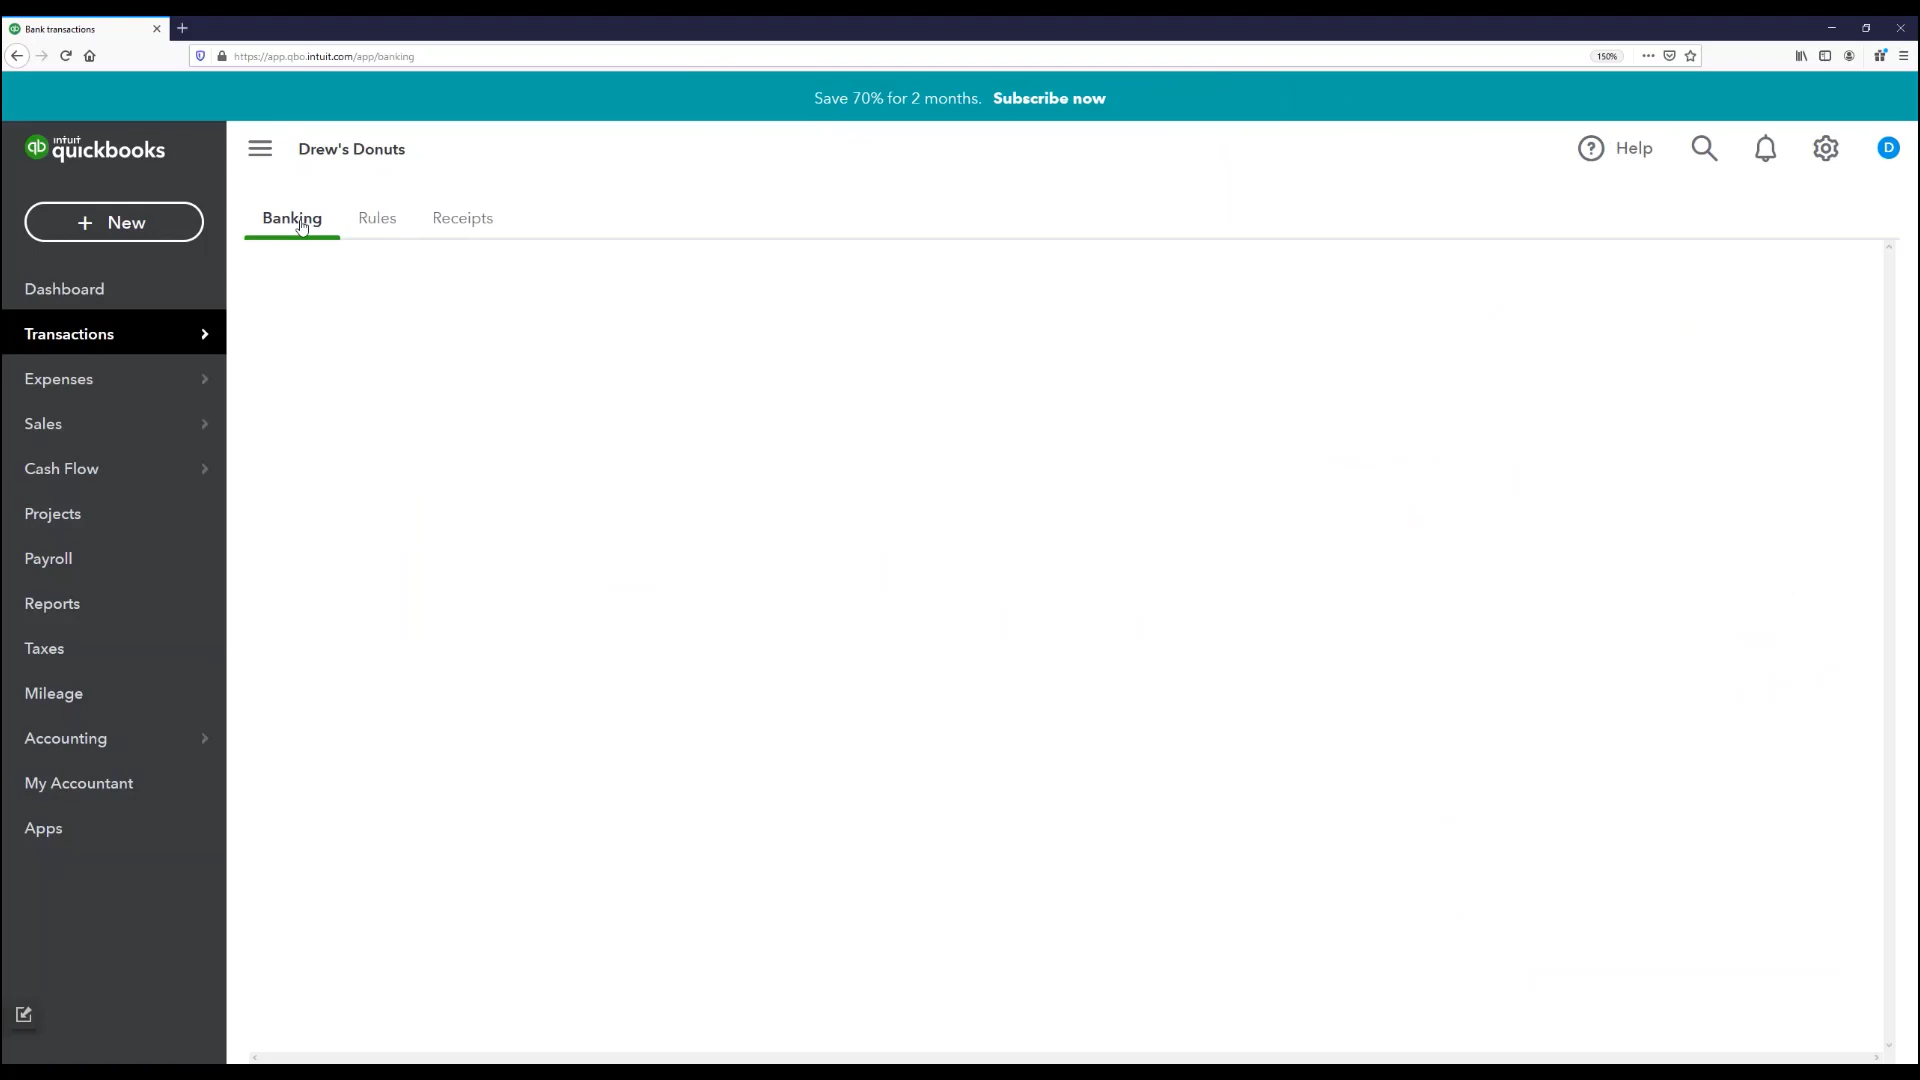 Bank transactions
https://app.qbo.intuit.com/app/banking
150%
Save 70% for 2 months. Subscribe now
qb intuit quickbooks
Drew's Donuts
? Help
D
+ New
Banking Rules Receipts
Dashboard
Transactions
Expenses
Sales
Cash Flow
Projects
Payroll
Reports
Taxes
Mileage
Accounting
My Accountant
Apps